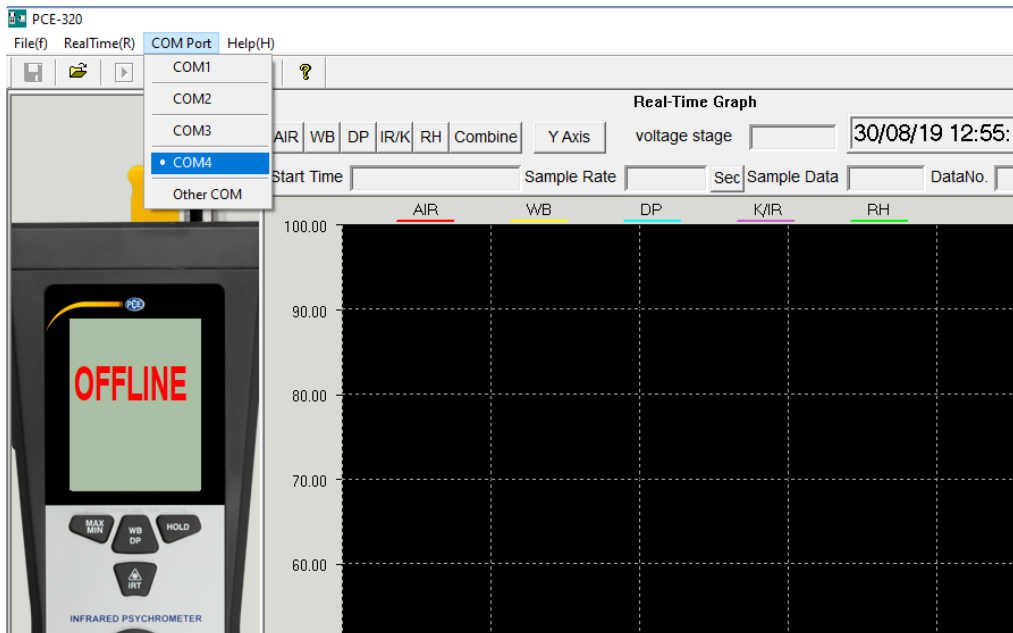 PCE-320
File(f) RealTime(R) COM Port Help(H)
COM1
COM2
COM3
COM4
Other COM
?
Real-Time Graph
AIR WB DP IR/K RH Combine Y Axis voltage stage 30/08/19 12:55:
Start Time Sample Rate Sec Sample Data DataNo.
AIR WB DP K/IR RH
100.00
90.00
80.00
70.00
60.00
PCE
OFFLINE
MAX MIN
WB DP
HOLD
IRT
INFRARED PSYCHROMETER